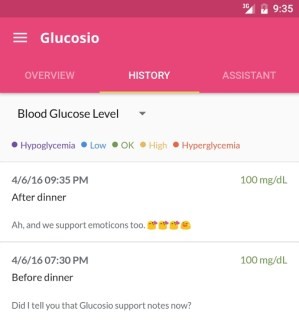 3G 9:35
Glucosio
OVERVIEW HISTORY ASSISTANT
Blood Glucose Level
Hypoglycemia Low OK High Hyperglycemia
4/6/16 09:35 PM 100 mg/dL
After dinner
Ah, and we support emoticons too.
4/6/16 07:30 PM 100 mg/dL
Before dinner
Did I tell you that Glucosio support notes now?